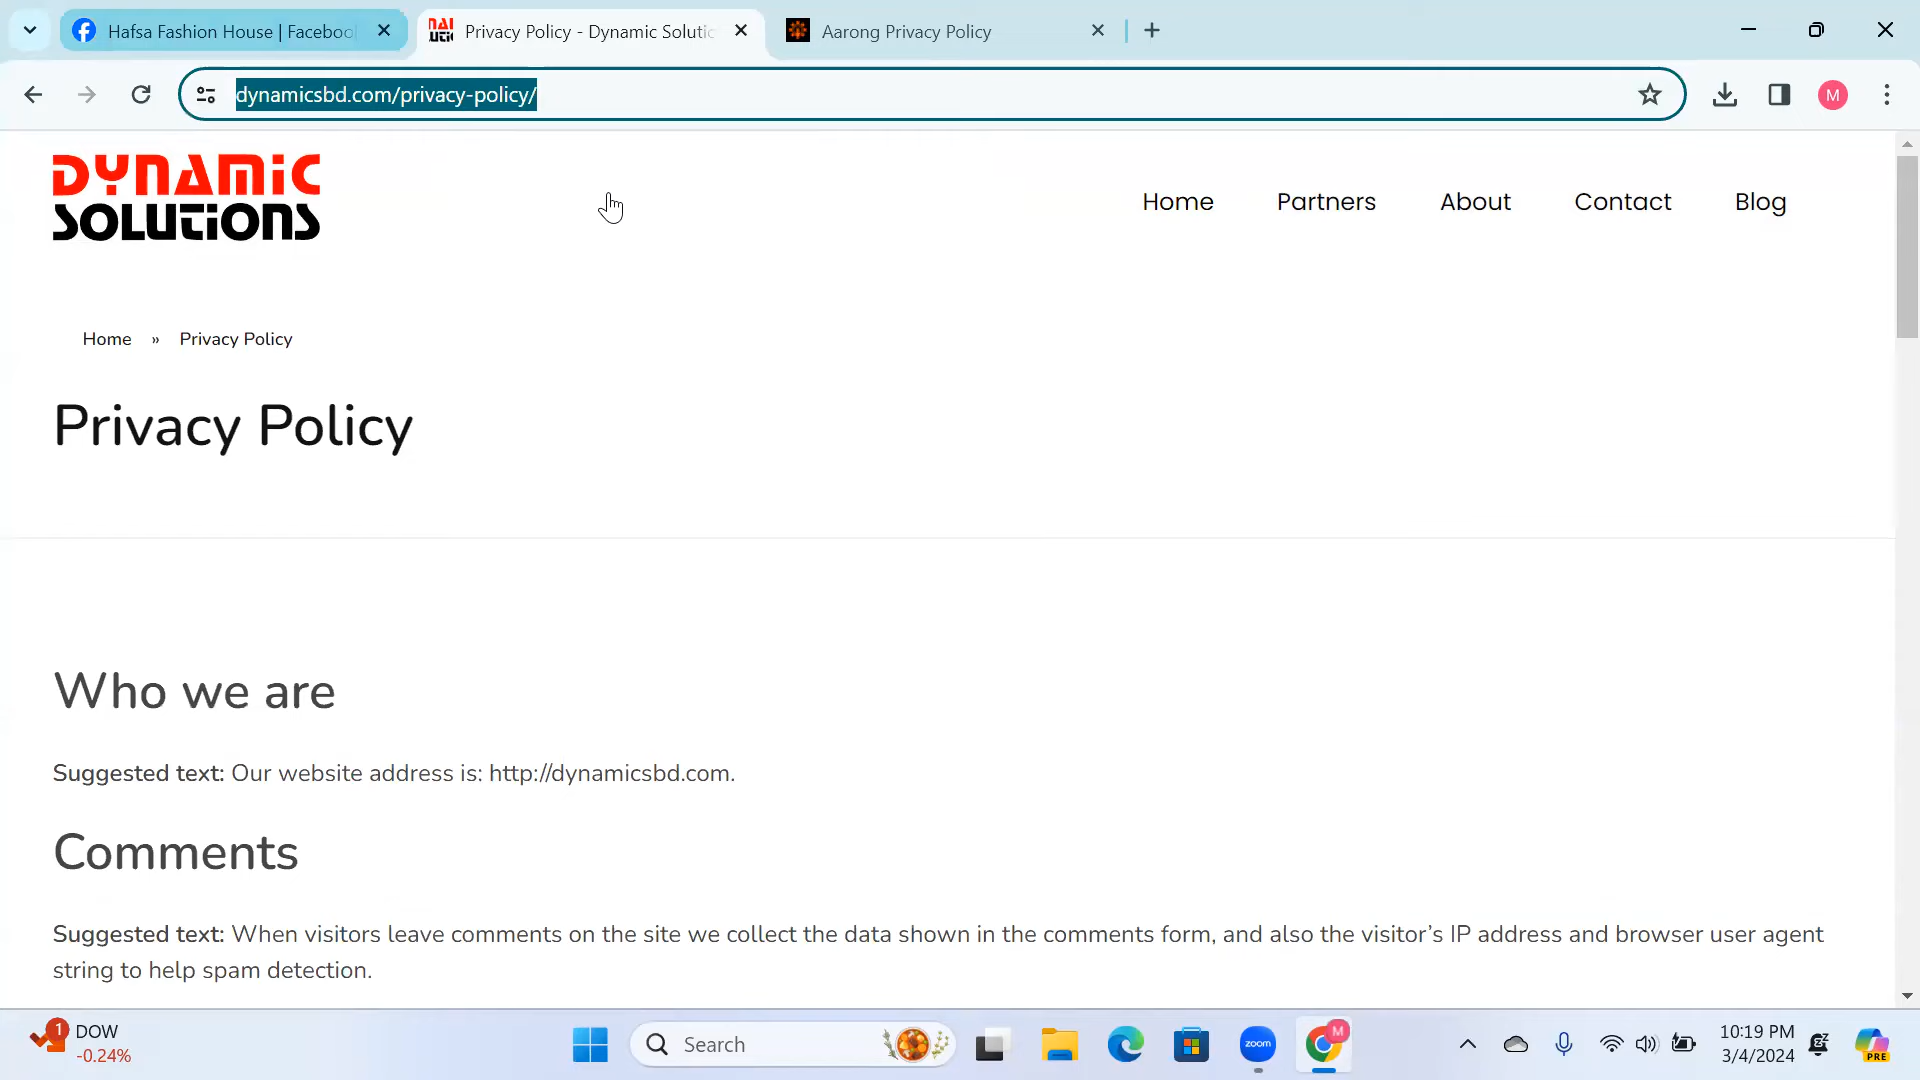 Hafsa Fashion House | Faceboo
Privacy Policy - Dynamic Solutio
Aarong Privacy Policy
dynamicsbd.com/privacy-policy/
M
DYNAMIC
SOLUTIONS
Home
Partners
About
Contact
Blog
Home » Privacy Policy
Privacy Policy
Who we are
Suggested text: Our website address is: http://dynamicsbd.com.
Comments
Suggested text: When visitors leave comments on the site we collect the data shown in the comments form, and also the visitor’s IP address and browser user agent
string to help spam detection.
1
DOW
-0.24%
Search
zoom
M
10:19 PM
3/4/2024
PRE